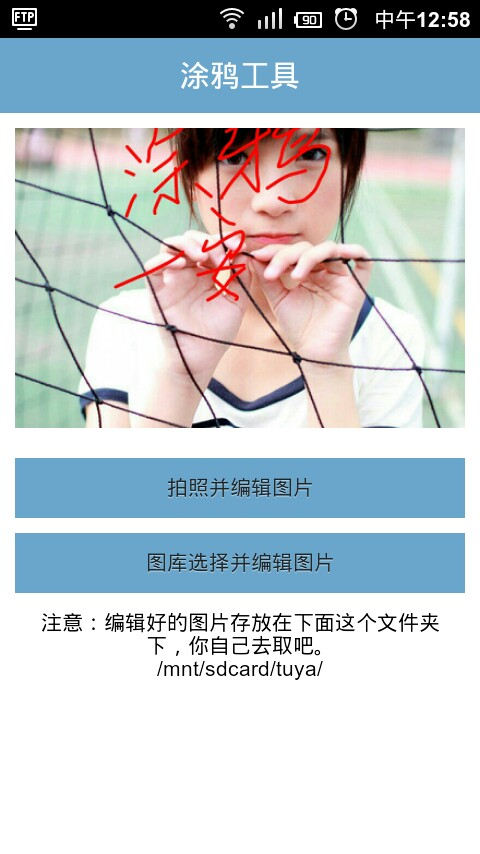 FTP
90
中午12:58
涂鸦工具
涂鸦
一安
拍照并编辑图片
图库选择并编辑图片
注意：编辑好的图片存放在下面这个文件夹
下，你自己去取吧。
/mnt/sdcard/tuya/